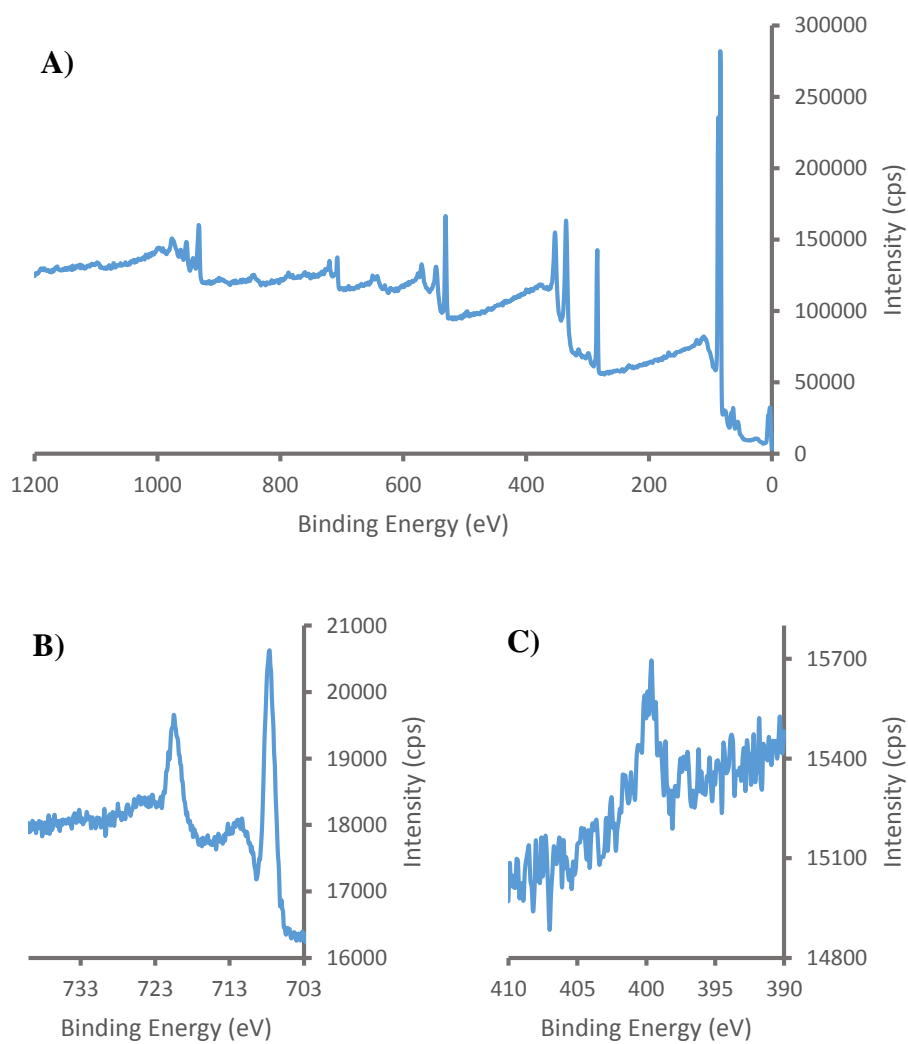 A)
300000
250000
200000
150000
100000
50000
0
Intensity (cps)
1200 1000 800 600 400 200 0
Binding Energy (eV)
B)
21000
20000
19000
18000
17000
16000
Intensity (cps)
733 723 713 703
Binding Energy (eV)
C)
15700
15400
15100
14800
Intensity (cps)
410 405 400 395 390
Binding Energy (eV)